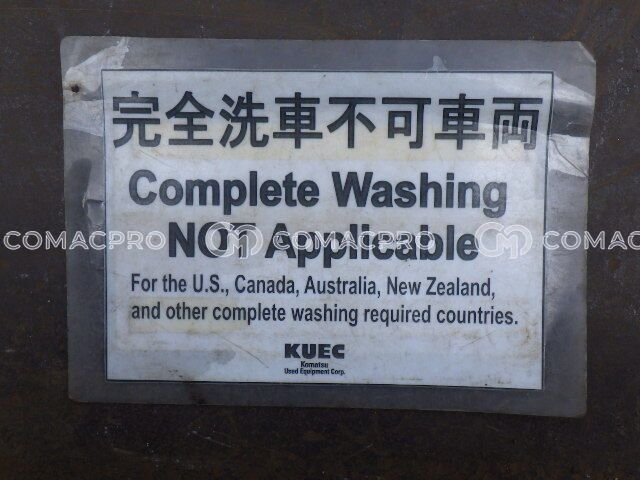 完全洗車不可車両
Complete Washing
NOT Applicable
COMACPRO COMACPRO COMAC
For the U.S., Canada, Australia, New Zealand,
and other complete washing required countries.
KUEC
Komatsu
Used Equipment Corp.